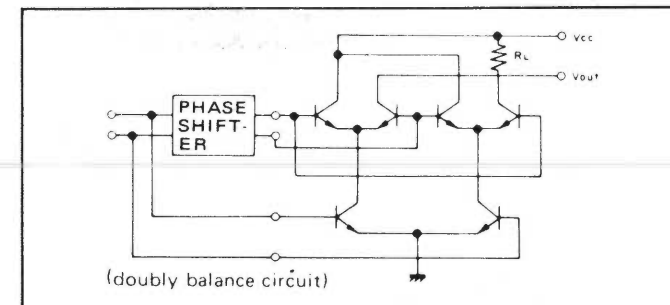 Vcc
RL
Vout
PHASE
SHIFT-
ER
(doubly balance circuit)